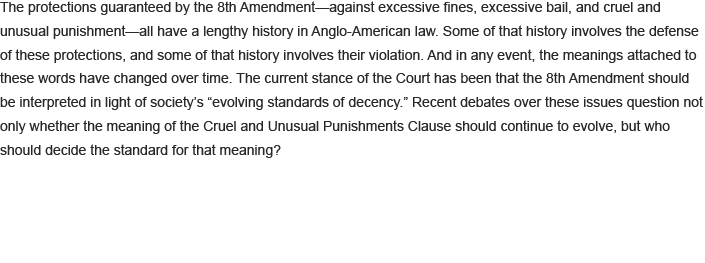 The protections guaranteed by the 8th Amendment—against excessive fines, excessive bail, and cruel and
unusual punishment—all have a lengthy history in Anglo-American law. Some of that history involves the defense
of these protections, and some of that history involves their violation. And in any event, the meanings attached to
these words have changed over time. The current stance of the Court has been that the 8th Amendment should
be interpreted in light of society’s “evolving standards of decency.” Recent debates over these issues question not
only whether the meaning of the Cruel and Unusual Punishments Clause should continue to evolve, but who
should decide the standard for that meaning?